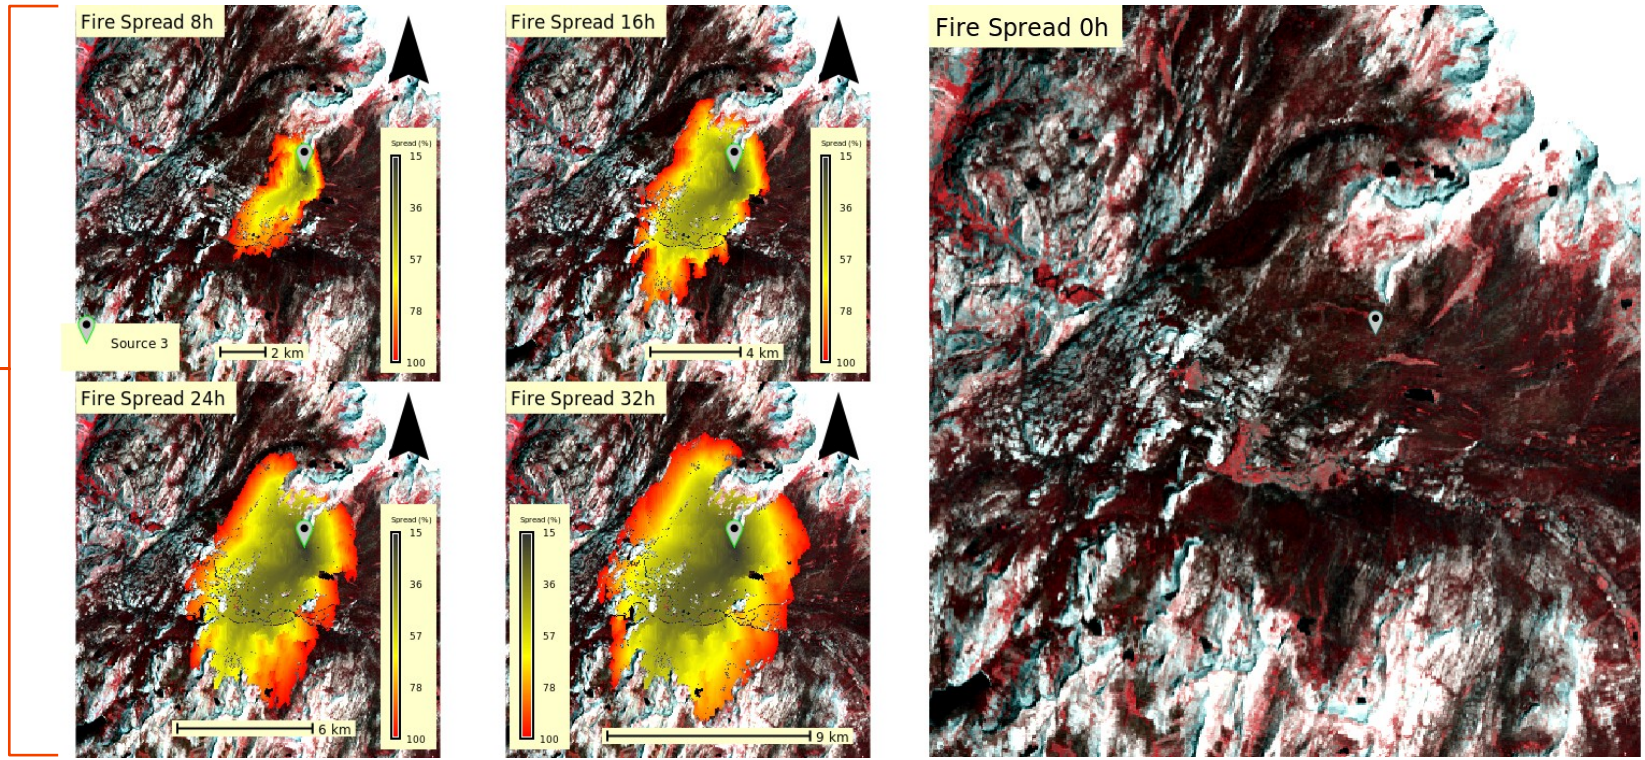 Fire Spread 8h
Spread (%)
15
36
57
78
100
Source 3
2 km
Fire Spread 16h
Spread (%)
15
36
57
78
100
4 km
Fire Spread 0h
Fire Spread 24h
Spread (%)
15
36
57
78
100
6 km
Fire Spread 32h
Spread (%)
15
36
57
78
100
9 km